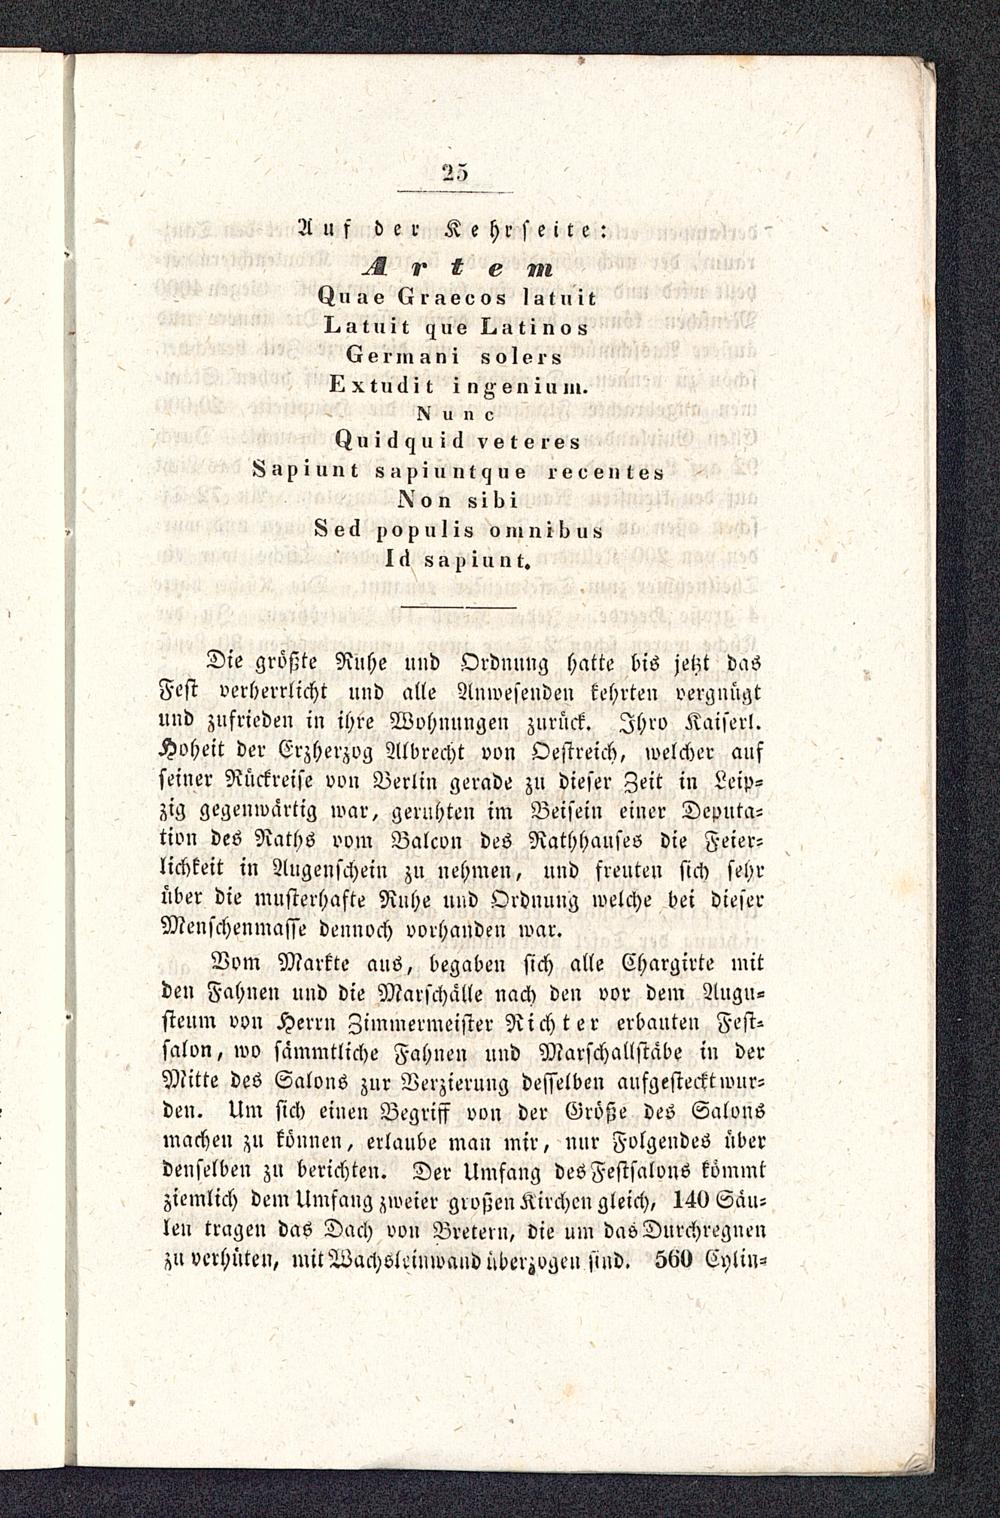 25
Auf der Kehrseite:
Artem
Quae Graecos latuit
Latuit que Latinos
Germani solers
Extudit ingenium.
Nunc
Quidquid veteres
Sapiunt sapiuntque recentes
Non sibi
Sed populis omnibus
Id sapiunt.
Die größte Ruhe und Ordnung hatte bis jetzt das
Fest verherrlicht und alle Anwesenden kehrten vergnügt
und zufrieden in ihre Wohnungen zurück. Ihro Kaiserl.
Hoheit der Erzherzog Albrecht von Oestreich, welcher auf
seiner Rückreise von Berlin gerade zu dieser Zeit in Leip-
zig gegenwärtig war, geruhten im Beisein einer Deputa-
tion des Raths vom Balcon des Rathhauses die Feier-
lichkeit in Augenschein zu nehmen, und freuten sich sehr
über die musterhafte Ruhe und Ordnung welche bei dieser
Menschenmasse dennoch vorhanden war.
Vom Markte aus, begaben sich alle Chargirte mit
den Fahnen und die Marschälle nach den vor dem Augu-
steum von Herrn Zimmermeister Richter erbauten Fest-
salon, wo sämmtliche Fahnen und Marschallstäbe in der
Mitte des Salons zur Verzierung desselben aufgesteckt wur-
den. Um sich einen Begriff von der Größe des Salons
machen zu können, erlaube man mir, nur Folgendes über
denselben zu berichten. Der Umfang des Festsalons kömmt
ziemlich dem Umfang zweier großen Kirchen gleich, 140 Säu-
len tragen das Dach von Bretern, die um das Durchregnen
zu verhüten, mit Wachsleinwand überzogen sind. 560 Cylin-